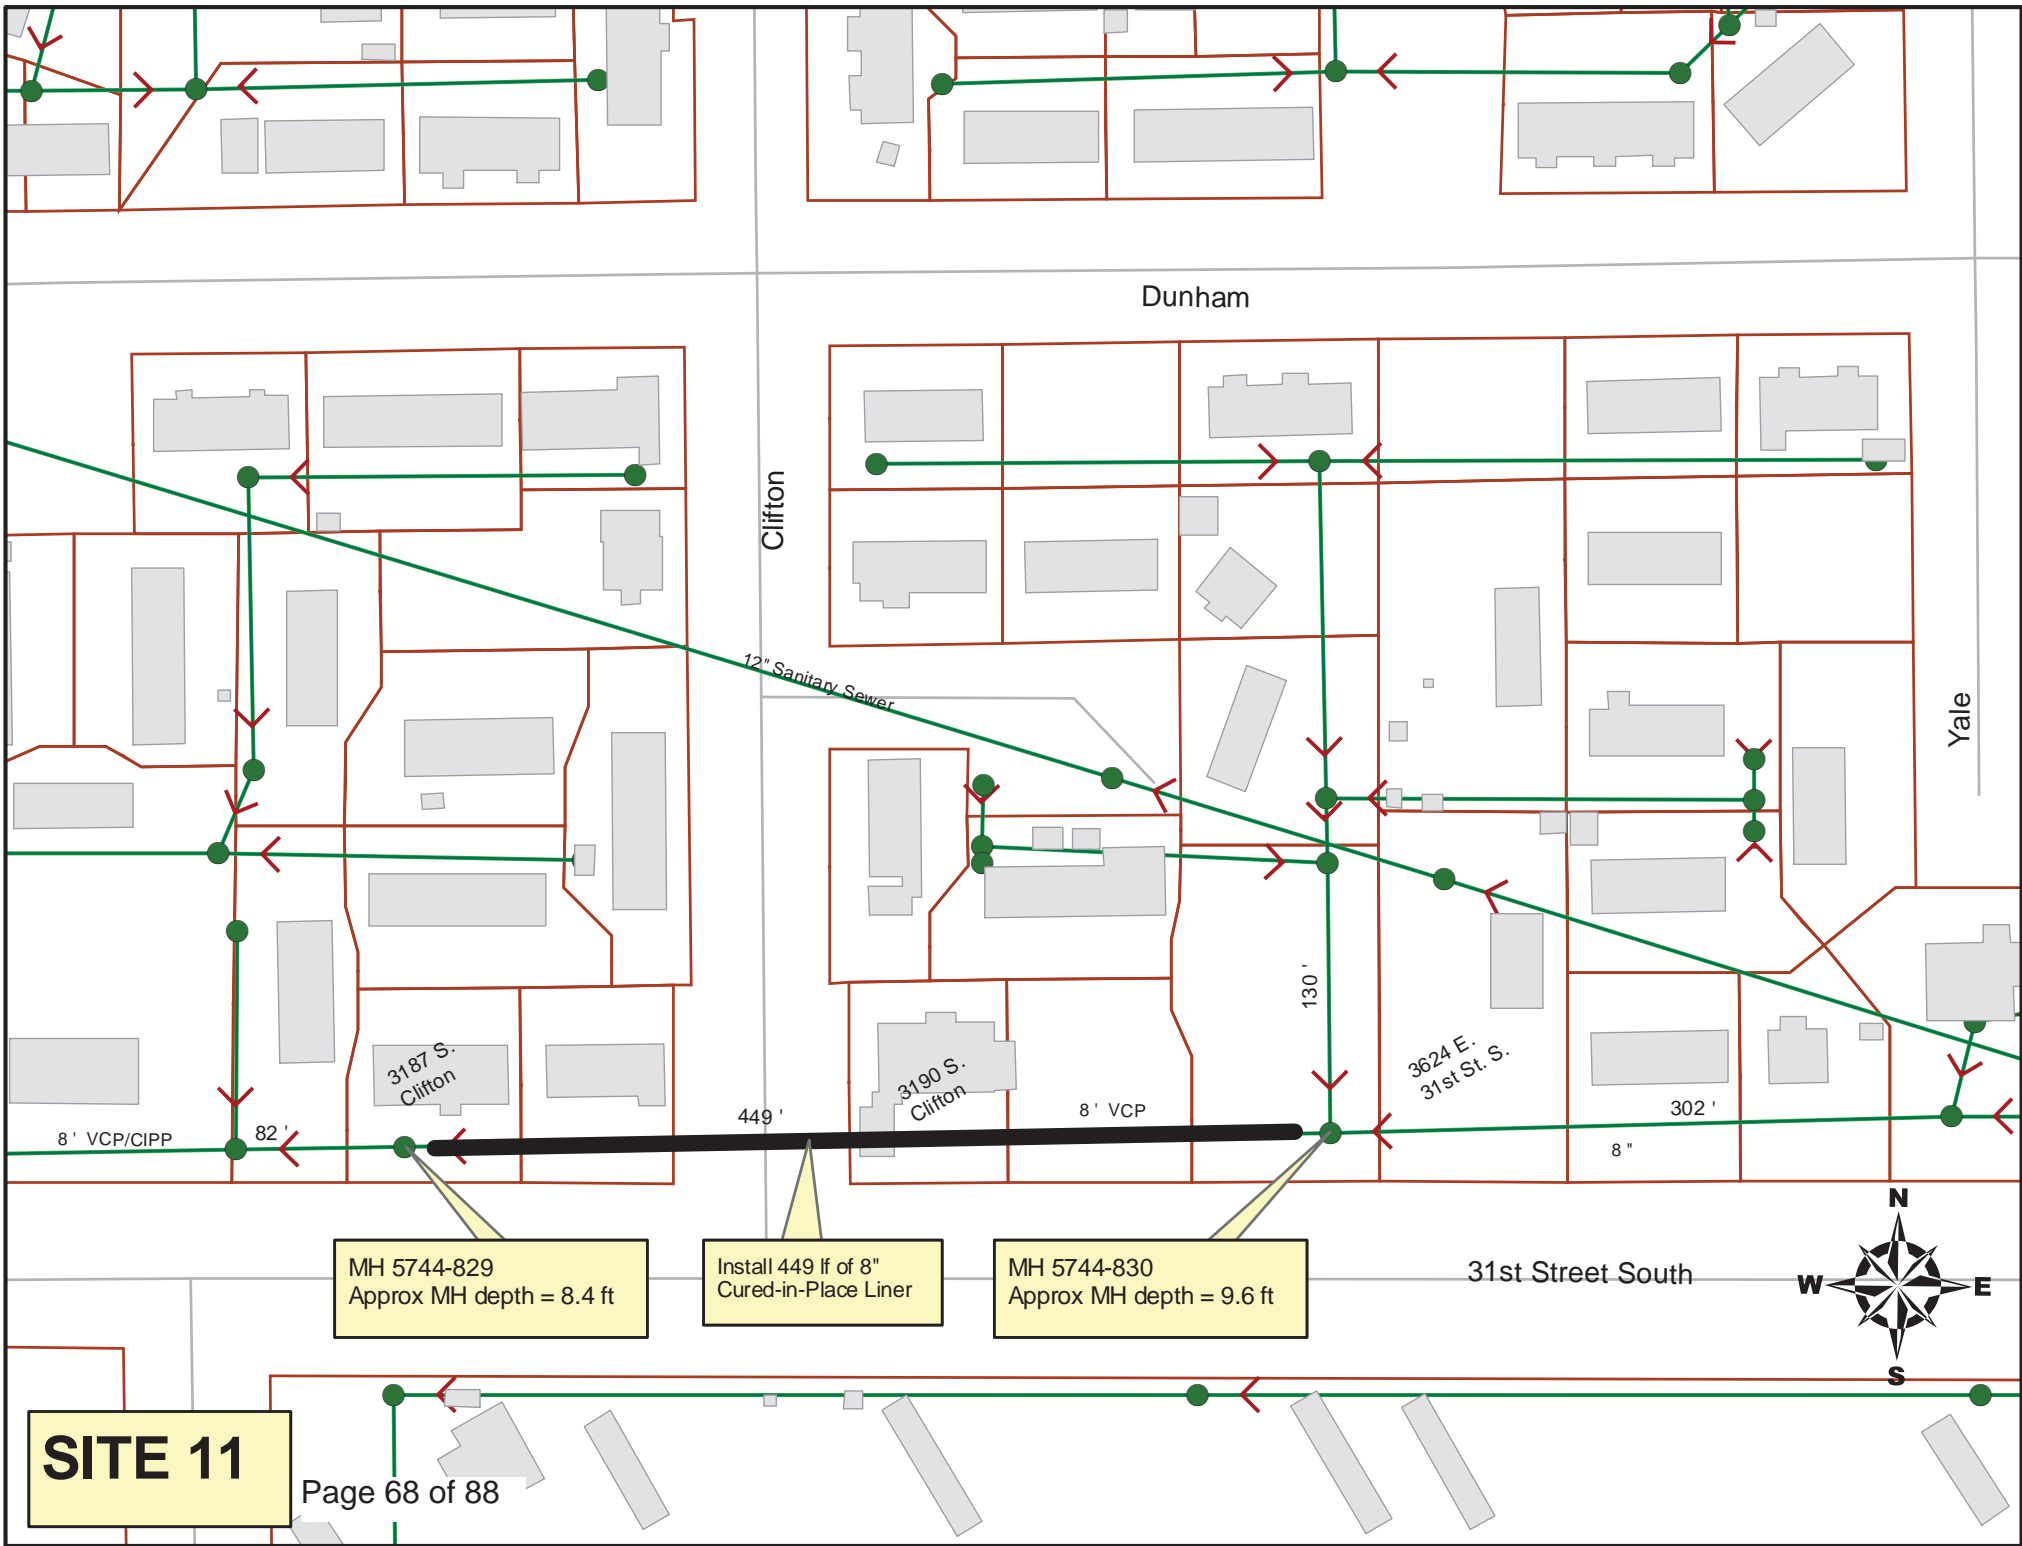 Dunham
Clifton
12" Sanitary Sewer
Yale
130 '
3187 S.
Clifton
3190 S.
Clifton
3624 E.
31st St. S.
8 ' VCP/CIPP
82 '
449 '
8 ' VCP
302 '
8 "
MH 5744-829
Approx MH depth = 8.4 ft
Install 449 lf of 8"
Cured-in-Place Liner
MH 5744-830
Approx MH depth = 9.6 ft
31st Street South
N
W
E
S
SITE 11
Page 68 of 88